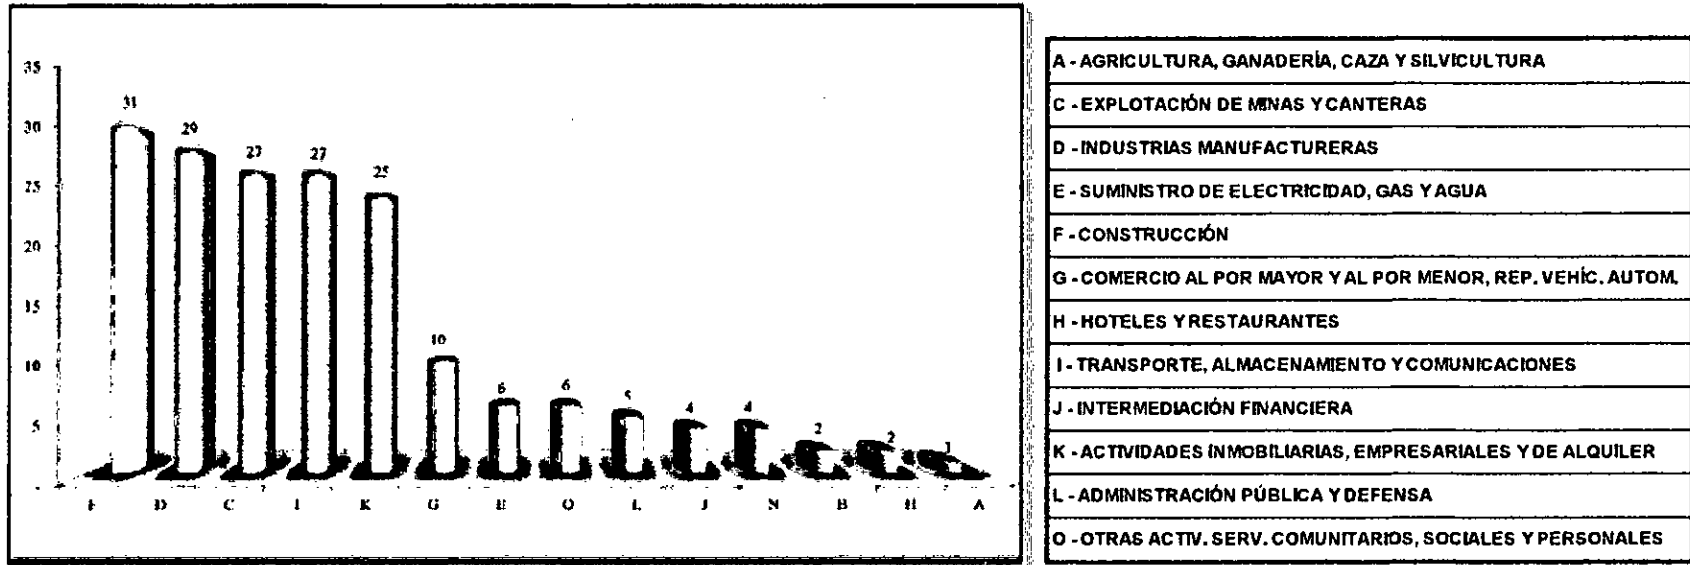 35
30
25
20
15
10
5
-
31
29
27
27
25
10
6
6
5
4
4
2
2
1
F D C I K G E O L J N B H A
A - AGRICULTURA, GANADERÍA, CAZA Y SILVICULTURA
C - EXPLOTACIÓN DE MINAS Y CANTERAS
D - INDUSTRIAS MANUFACTURERAS
E - SUMINISTRO DE ELECTRICIDAD, GAS Y AGUA
F - CONSTRUCCIÓN
G - COMERCIO AL POR MAYOR Y AL POR MENOR, REP. VEHÍC. AUTOM.
H - HOTELES Y RESTAURANTES
I - TRANSPORTE, ALMACENAMIENTO Y COMUNICACIONES
J - INTERMEDIACIÓN FINANCIERA
K - ACTIVIDADES INMOBILIARIAS, EMPRESARIALES Y DE ALQUILER
L - ADMINISTRACIÓN PÚBLICA Y DEFENSA
O - OTRAS ACTIV. SERV. COMUNITARIOS, SOCIALES Y PERSONALES